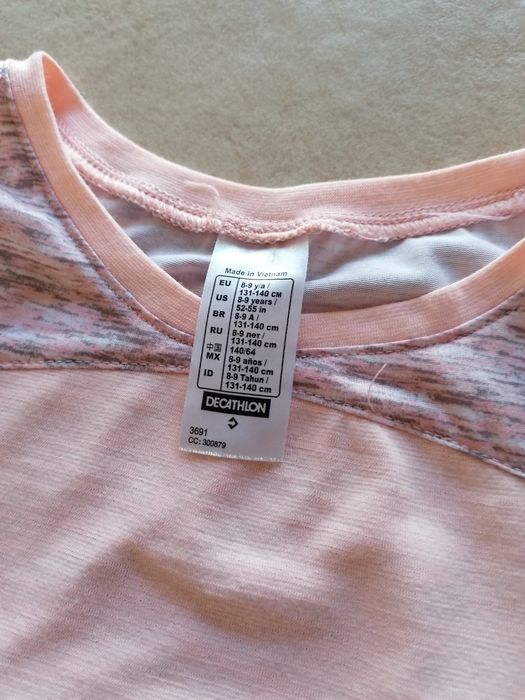 Made in Vietnam
EU 8-9 y/a /
131-140 CM
US 8-9 years /
52-55 in
BR 8-9 A /
131-140 cm
RU 8-9 лет /
131-140 cm
中国 140/64
MX 8-9 años /
131-140 cm
ID 8-9 Tahun /
131-140 cm
DECATHLON
3691
CC: 300879